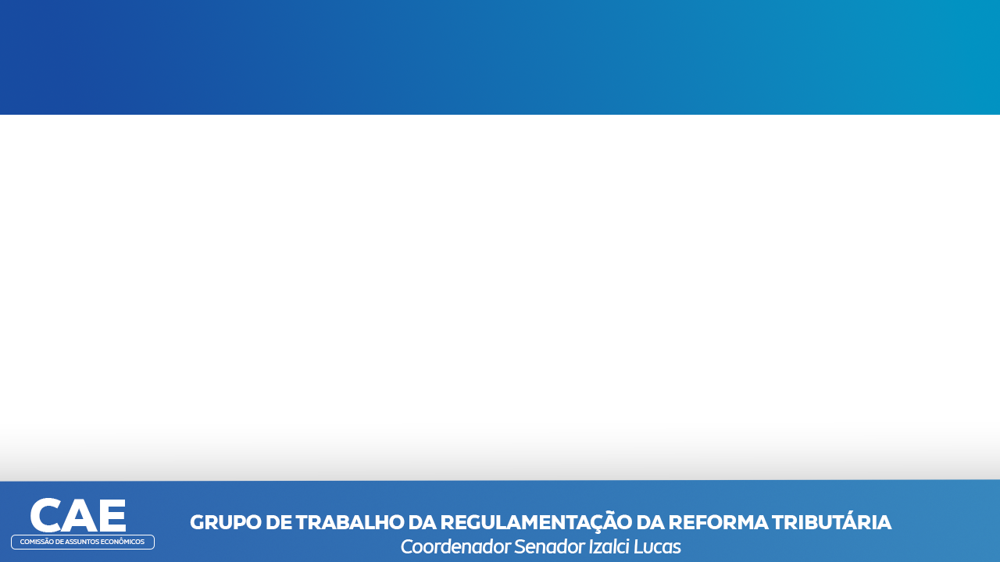 CAE
COMISSÃO DE ASSUNTOS ECONÔMICOS
GRUPO DE TRABALHO DA REGULAMENTAÇÃO DA REFORMA TRIBUTÁRIA
Coordenador Senador Izalci Lucas